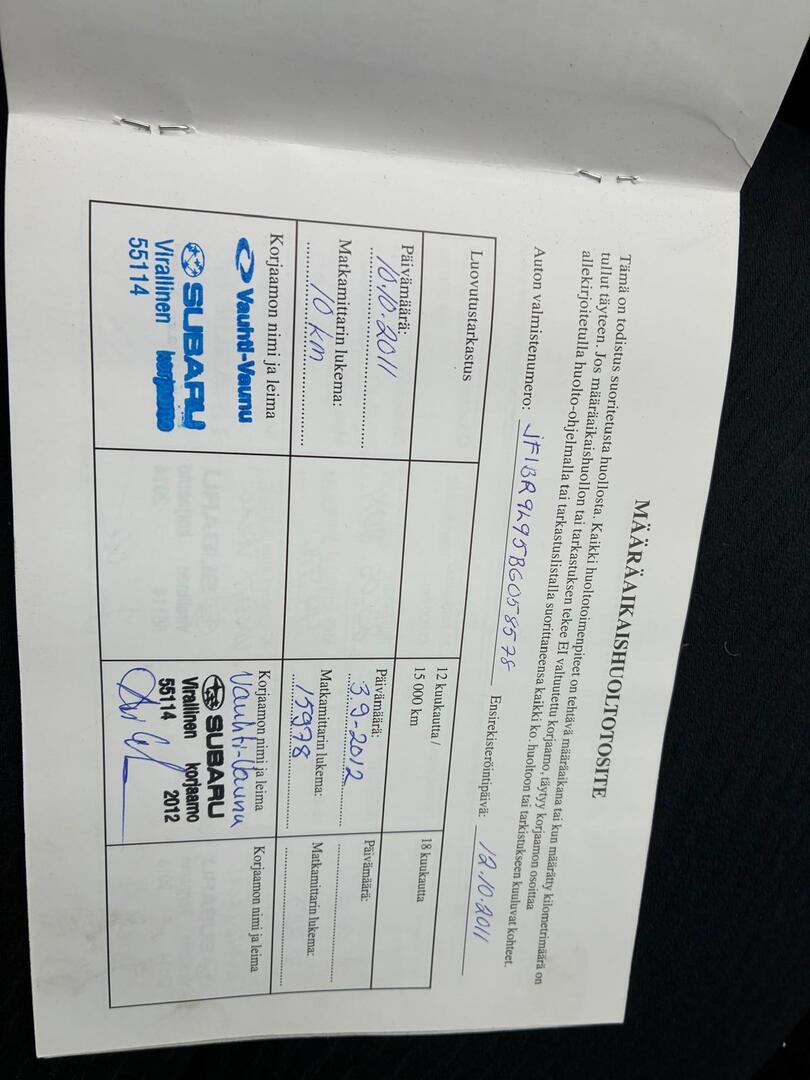 MÄÄRÄAIKAISHUOLTOTOSITE
Tämä on todistus suoritetusta huollosta. Kaikki huoltotoimenpiteet on tehtävä määräaikana tai kun määrätty kilometrimäärä on
tullut täyteen. Jos määräaikaishuollon tai tarkastuksen tekee EI valtuutettu korjaamo, täytyy korjaamon osoittaa
allekirjoitetulla huolto-ohjelmalla tai tarkastuslistalla suorittaneensa kaikki ko. huoltoon tai tarkistukseen kuuluvat kohteet.
Auton valmistenumero: JF1BR9L95BG058578 Ensirekisteröintipäivä: 12.10.2011
Luovutustarkastus
Päivämäärä:
10.10.2011
Matkamittarin lukema:
10 km
Korjaamon nimi ja leima
Vauhti-Vaunu
SUBARU
Virallinen korjaamo
55114
12 kuukautta /
15 000 km
Päivämäärä:
3.9-2012
Matkamittarin lukema:
15978
Korjaamon nimi ja leima
Vauhti-Vaunu
SUBARU
Virallinen korjaamo
55114 2012
18 kuukautta
Päivämäärä:
Matkamittarin lukema:
Korjaamon nimi ja leima